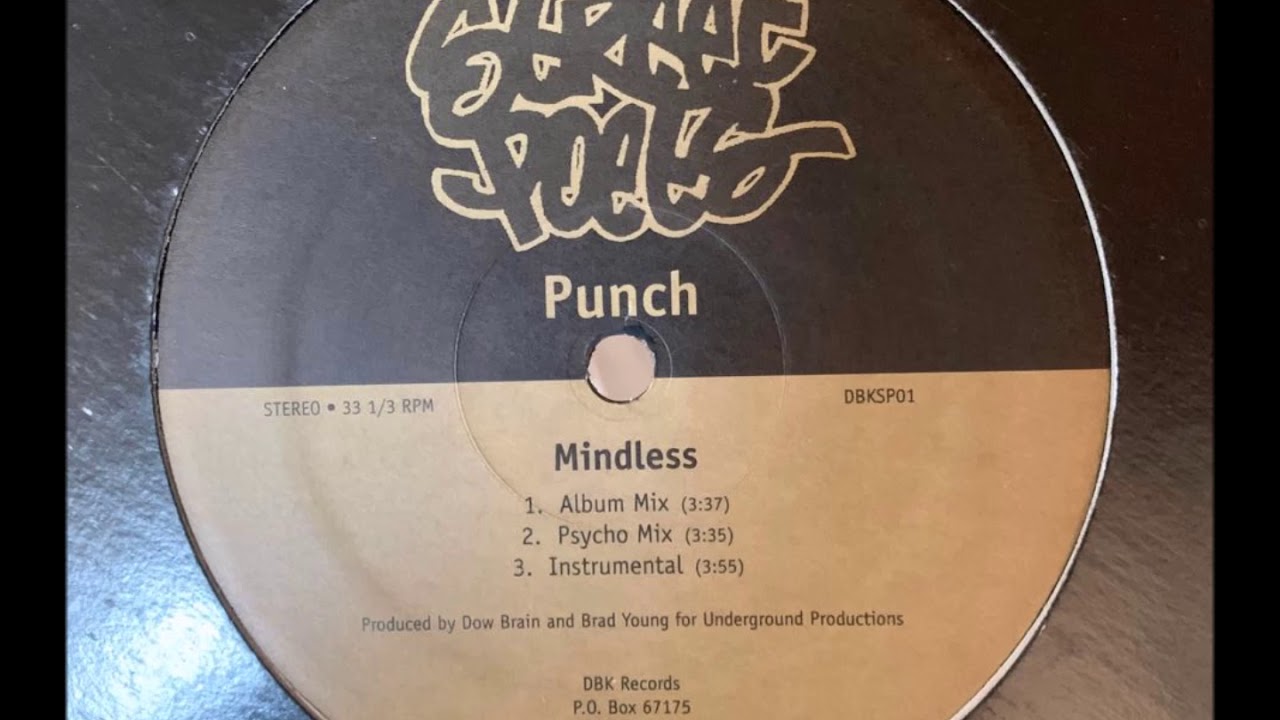 Punch
STEREO • 33 1/3 RPM
DBKSP01
Mindless
1. Album Mix (3:37)
2. Psycho Mix (3:35)
3. Instrumental (3:55)
Produced by Dow Brain and Brad Young for Underground Productions
DBK Records
P.O. Box 67175